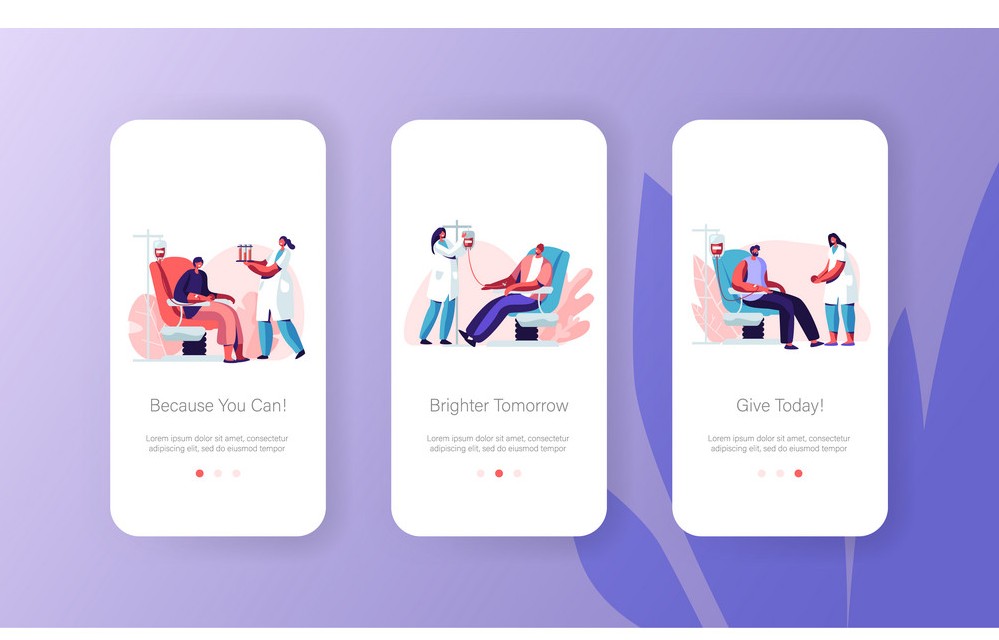 Because You Can!
Lorem ipsum dolor sit amet, consectetur
adipiscing elit, sed do eiusmod tempor
Brighter Tomorrow
Lorem ipsum dolor sit amet, consectetur
adipiscing elit, sed do eiusmod tempor
Give Today!
Lorem ipsum dolor sit amet, consectetur
adipiscing elit, sed do eiusmod tempor